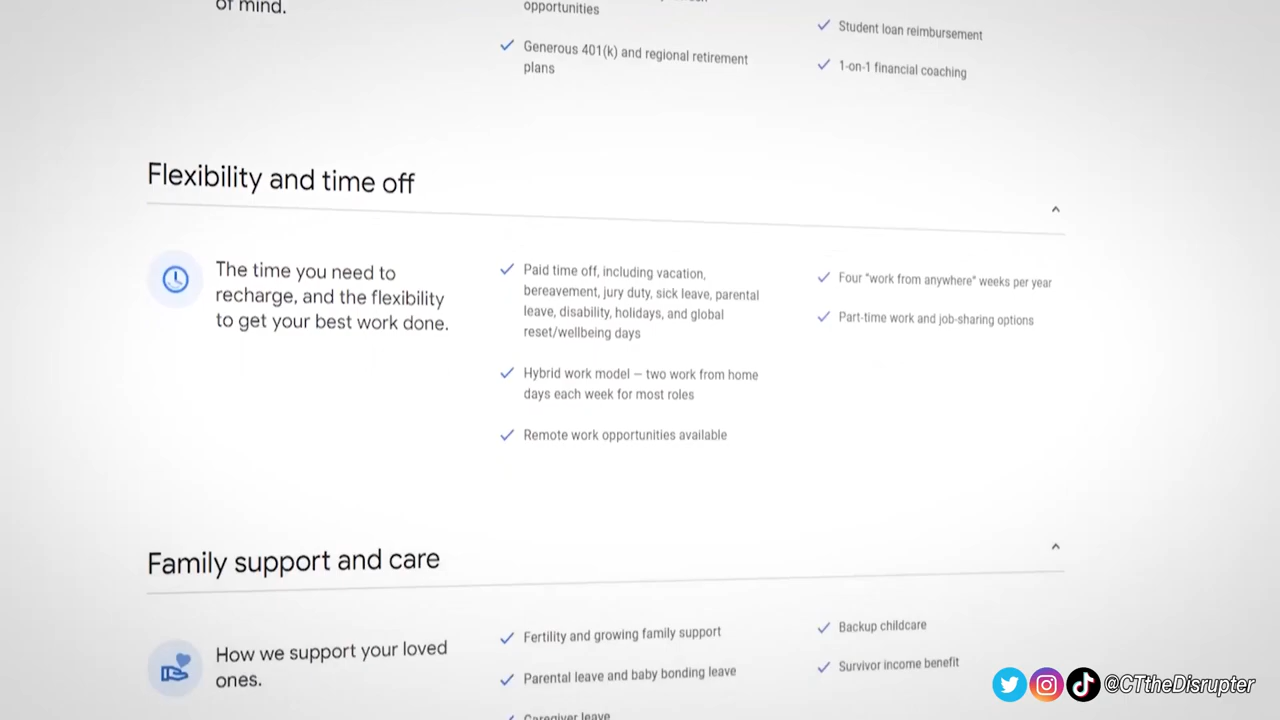 of mind.
opportunities
Generous 401(k) and regional retirement
plans
Student loan reimbursement
1-on-1 financial coaching
Flexibility and time off
The time you need to
recharge, and the flexibility
to get your best work done.
Paid time off, including vacation,
bereavement, jury duty, sick leave, parental
leave, disability, holidays, and global
reset/wellbeing days
Hybrid work model – two work from home
days each week for most roles
Remote work opportunities available
Four "work from anywhere" weeks per year
Part-time work and job-sharing options
Family support and care
How we support your loved
ones.
Fertility and growing family support
Parental leave and baby bonding leave
Caregiver leave
Backup childcare
Survivor income benefit
@CTtheDisrupter